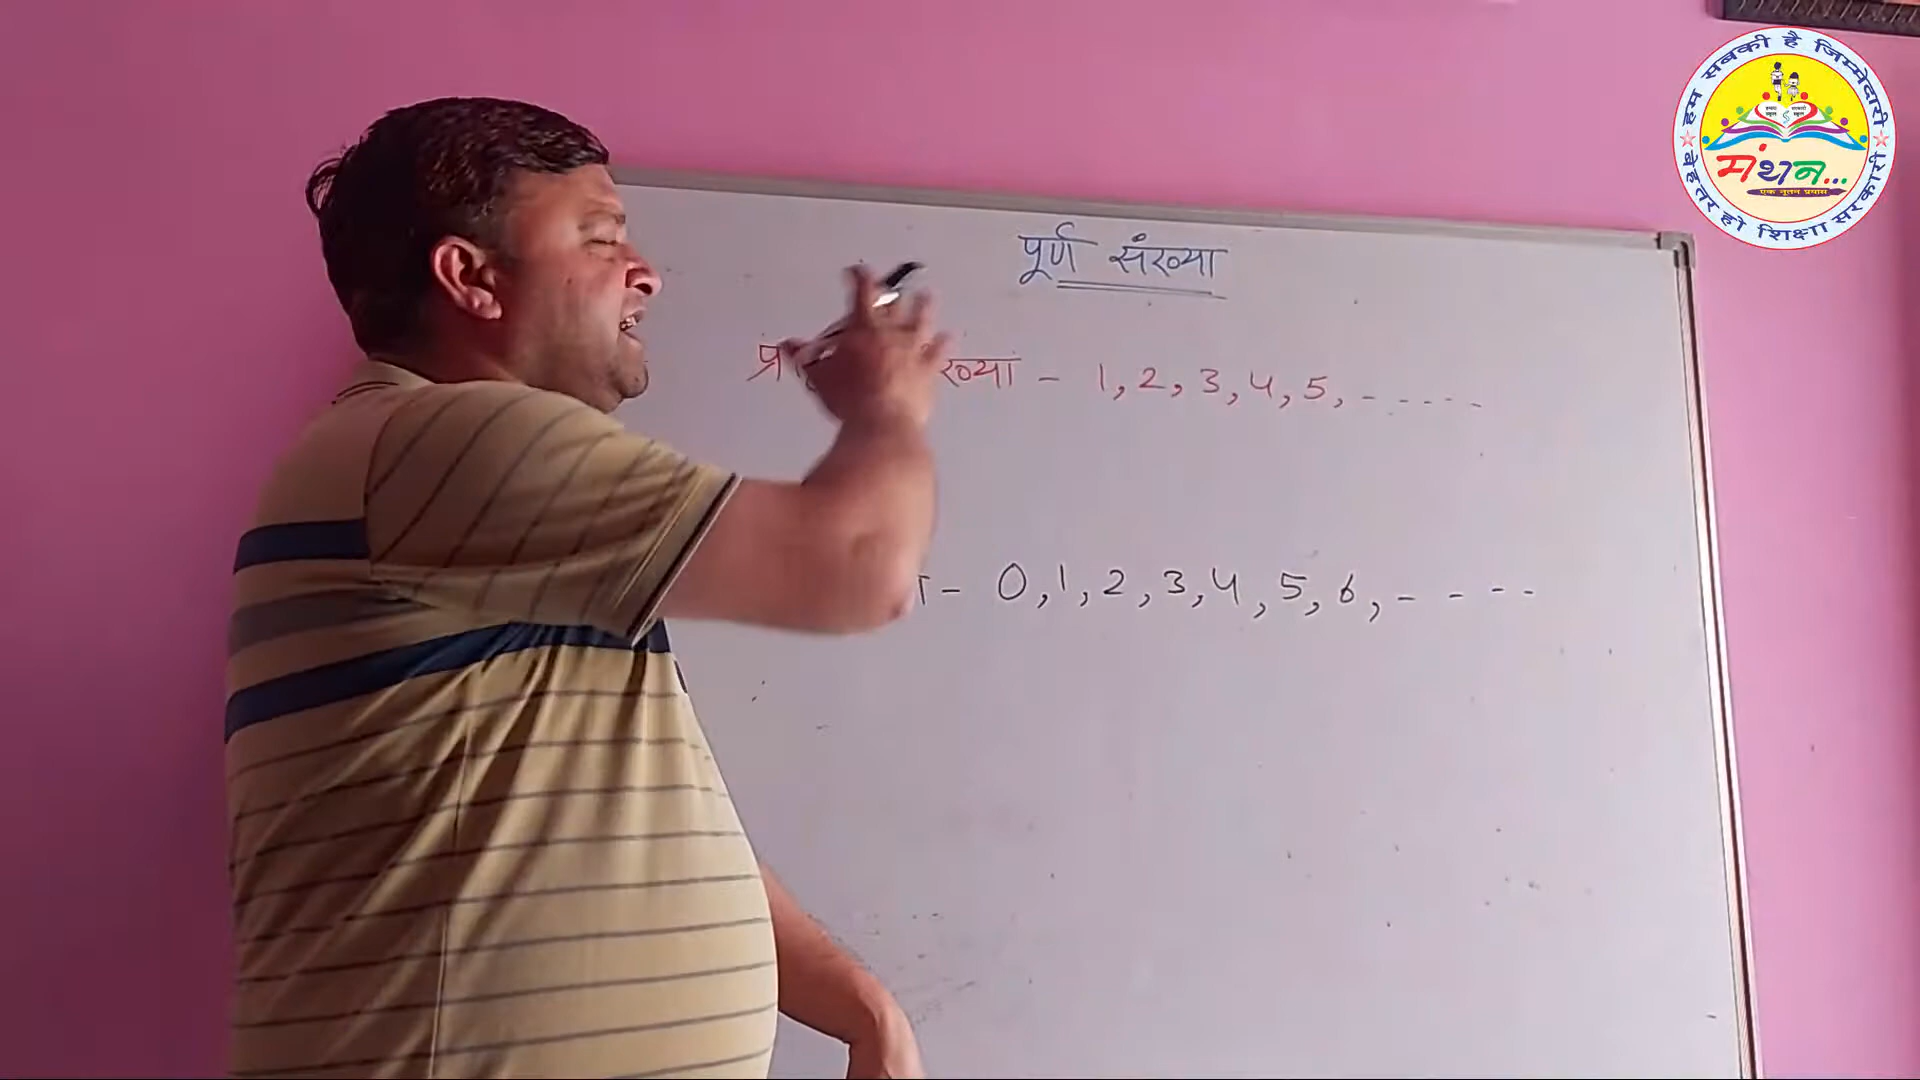 पूर्ण संख्या
संख्यां - 1, 2, 3, 4, 5, - - - - -
- 0, 1, 2, 3, 4, 5, 6, - - - -
हम सबकी है जिम्मेदारी
बेहतर हो शिक्षा सरकारी
मंथन...
एक नूतन प्रयास